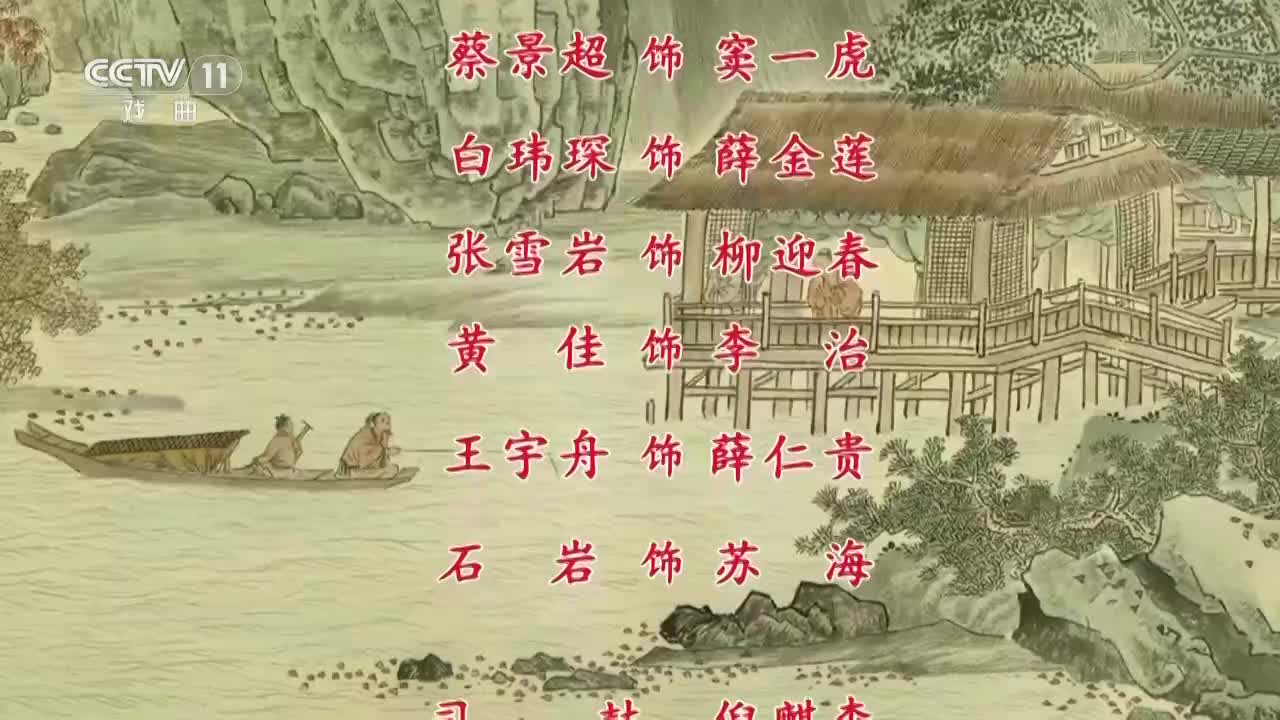 CCTV 11
戏曲
蔡景超 饰 窦一虎
白玮琛 饰 薛金莲
张雪岩 饰 柳迎春
黄佳 饰 李治
王宇舟 饰 薛仁贵
石岩 饰 苏海